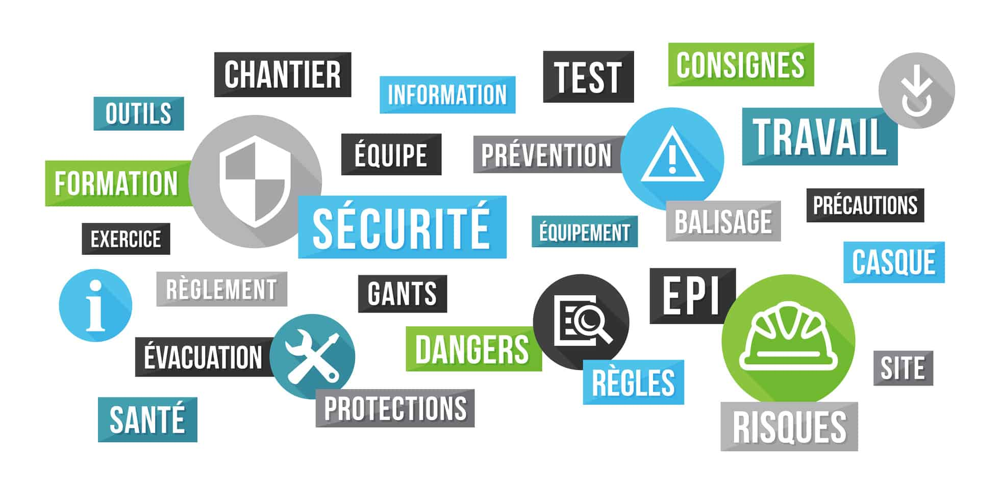 CONSIGNES
CHANTIER
TEST
INFORMATION
OUTILS
TRAVAIL
ÉQUIPE
PRÉVENTION
FORMATION
PRÉCAUTIONS
SÉCURITÉ
BALISAGE
ÉQUIPEMENT
EXERCICE
CASQUE
RÈGLEMENT
GANTS
EPI
i
DANGERS
ÉVACUATION
SITE
RÈGLES
PROTECTIONS
SANTÉ
RISQUES